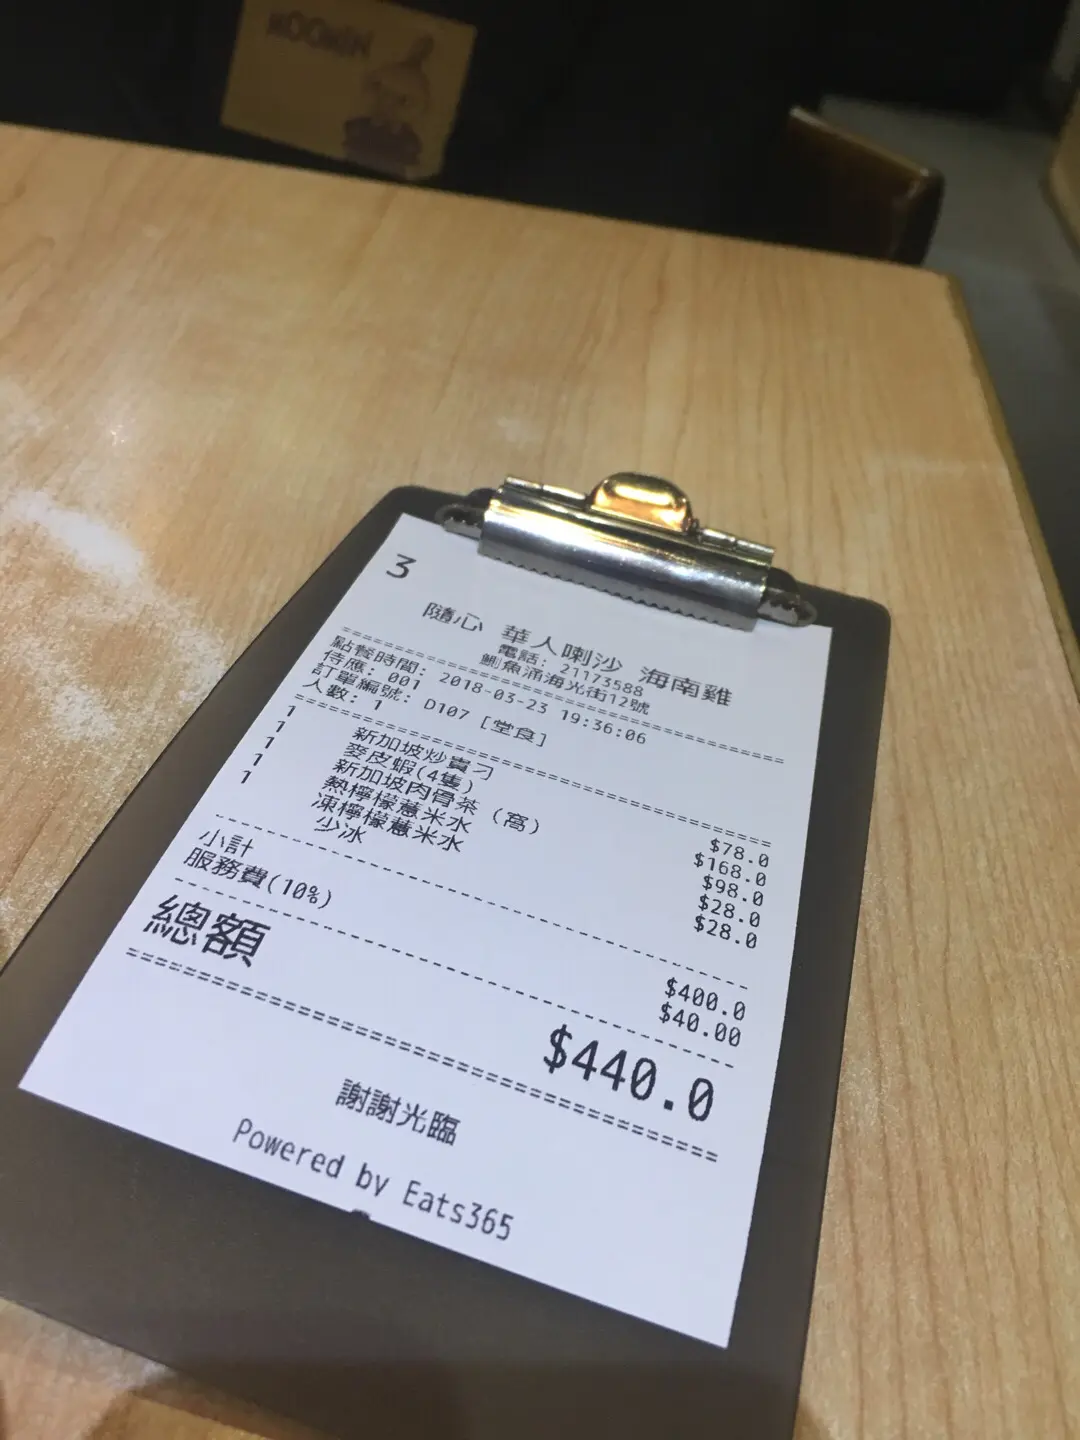 MOOMIN
3
隨心 華人喇沙 海南雞
電話: 21173588
鰂魚涌海光街12號
================================
點餐時間: 2018-03-23 19:36:06
侍應: 001
訂單編號: D107 [堂食]
人數: 1
================================
1 新加坡炒貴刁 $78.0
1 麥皮蝦(4隻) $168.0
1 新加坡肉骨茶 (窩) $98.0
1 熱檸檬薏米水 $28.0
1 凍檸檬薏米水 $28.0
少冰
--------------------------------
小計 $400.0
服務費(10%) $40.00
--------------------------------
總額 $440.0
================================
謝謝光臨
Powered by Eats365